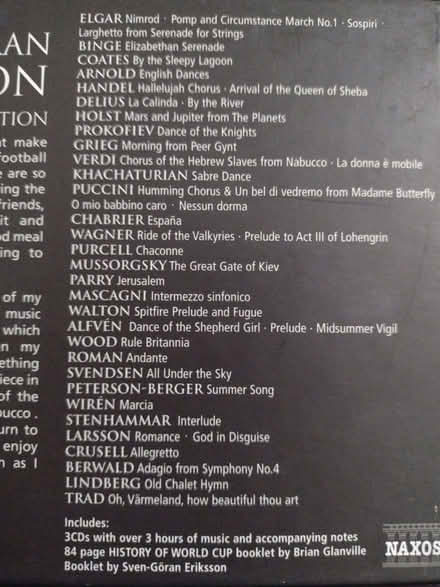 RAN
ON
TION
at make
football
e are so
ring the
friends,
it and
od meal
ing to
of my
music
which
en my
ething
iece in
of the
bucco.
urn to
enjoy
h as I
ELGAR Nimrod · Pomp and Circumstance March No.1 · Sospiri ·
Larghetto from Serenade for Strings
BINGE Elizabethan Serenade
COATES By the Sleepy Lagoon
ARNOLD English Dances
HANDEL Hallelujah Chorus · Arrival of the Queen of Sheba
DELIUS La Calinda · By the River
HOLST Mars and Jupiter from The Planets
PROKOFIEV Dance of the Knights
GRIEG Morning from Peer Gynt
VERDI Chorus of the Hebrew Slaves from Nabucco · La donna è mobile
KHACHATURIAN Sabre Dance
PUCCINI Humming Chorus & Un bel di vedremo from Madame Butterfly
O mio babbino caro · Nessun dorma
CHABRIER España
WAGNER Ride of the Valkyries · Prelude to Act III of Lohengrin
PURCELL Chaconne
MUSSORGSKY The Great Gate of Kiev
PARRY Jerusalem
MASCAGNI Intermezzo sinfonico
WALTON Spitfire Prelude and Fugue
ALFVÉN Dance of the Shepherd Girl · Prelude · Midsummer Vigil
WOOD Rule Britannia
ROMAN Andante
SVENDSEN All Under the Sky
PETERSON-BERGER Summer Song
WIRÉN Marcia
STENHAMMAR Interlude
LARSSON Romance · God in Disguise
CRUSELL Allegretto
BERWALD Adagio from Symphony No.4
LINDBERG Old Chalet Hymn
TRAD Oh, Värmeland, how beautiful thou art
Includes:
3CDs with over 3 hours of music and accompanying notes
84 page HISTORY OF WORLD CUP booklet by Brian Glanville
Booklet by Sven-Göran Eriksson
NAXOS